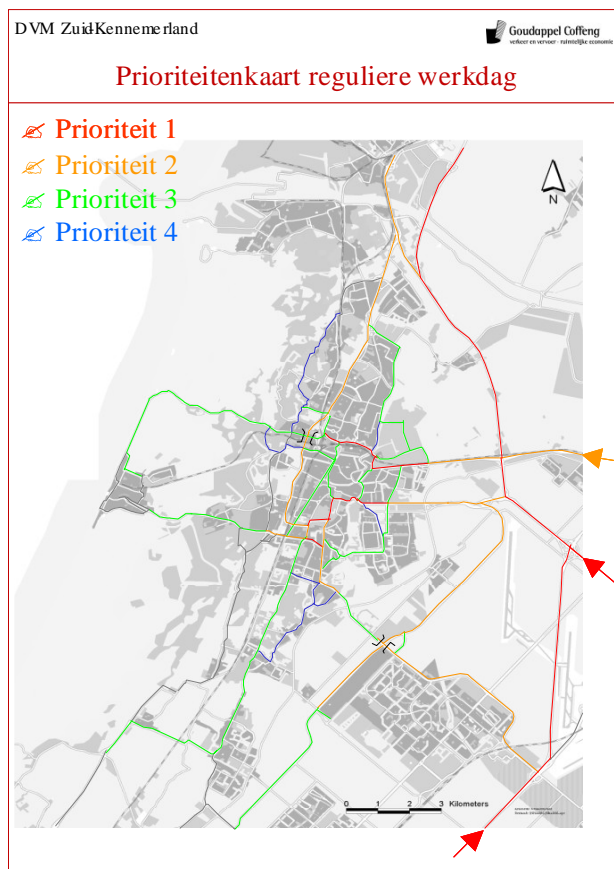 DVM Zuid-Kennemerland
Goudappel Coffeng
verkeer en vervoer - ruimtelijke economie
Prioriteitenkaart reguliere werkdag
Prioriteit 1
Prioriteit 2
Prioriteit 3
Prioriteit 4
N
0 1 2 3 Kilometers